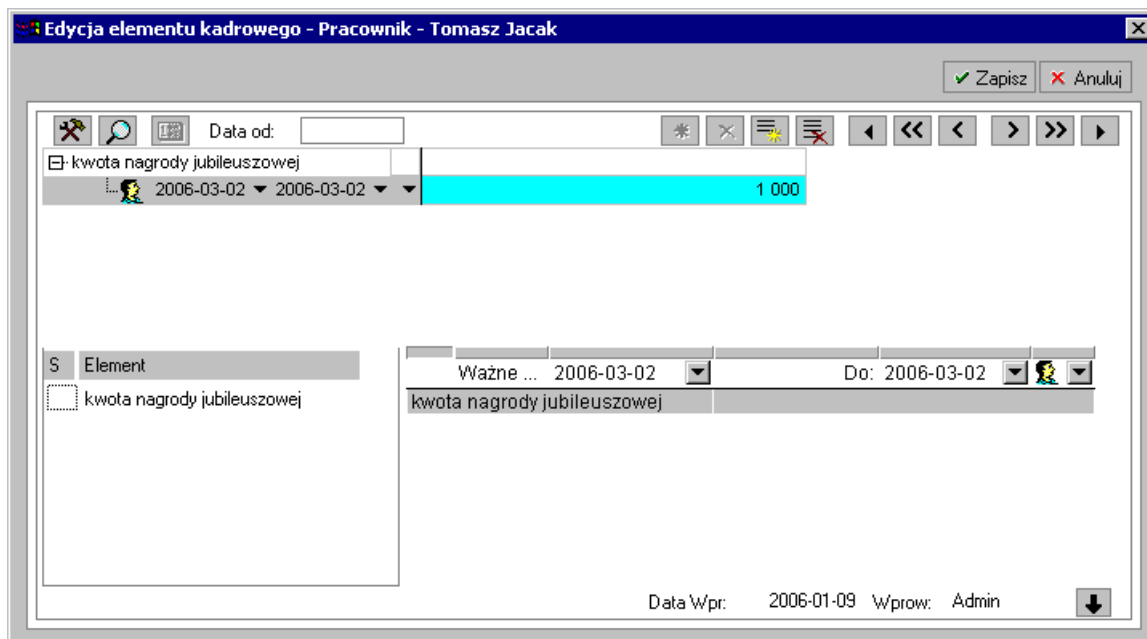 Edycja elementu kadrowego - Pracownik - Tomasz Jacak
Zapisz Anuluj
Data od:
kwota nagrody jubileuszowej
2006-03-02 2006-03-02 1 000
S Element
kwota nagrody jubileuszowej
Ważne ... 2006-03-02 Do: 2006-03-02
kwota nagrody jubileuszowej
Data Wpr: 2006-01-09 Wprow: Admin